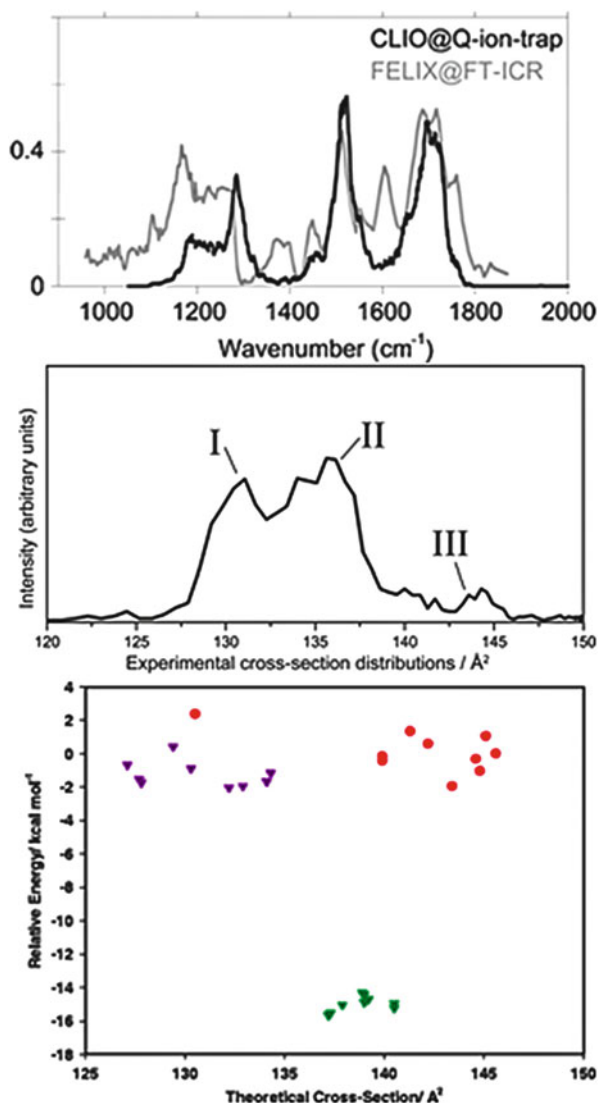 CLIO@Q-ion-trap
FELIX@FT-ICR
0.4
0
1000 1200 1400 1600 1800 2000
Wavenumber (cm-1)
Intensity (arbitrary units)
I
II
III
120 125 130 135 140 145 150
Experimental cross-section distributions / Å²
Relative Energy/ kcal mol-1
4
2
0
-2
-4
-6
-8
-10
-12
-14
-16
-18
125 130 135 140 145 150
Theoretical Cross-Section/ Å²